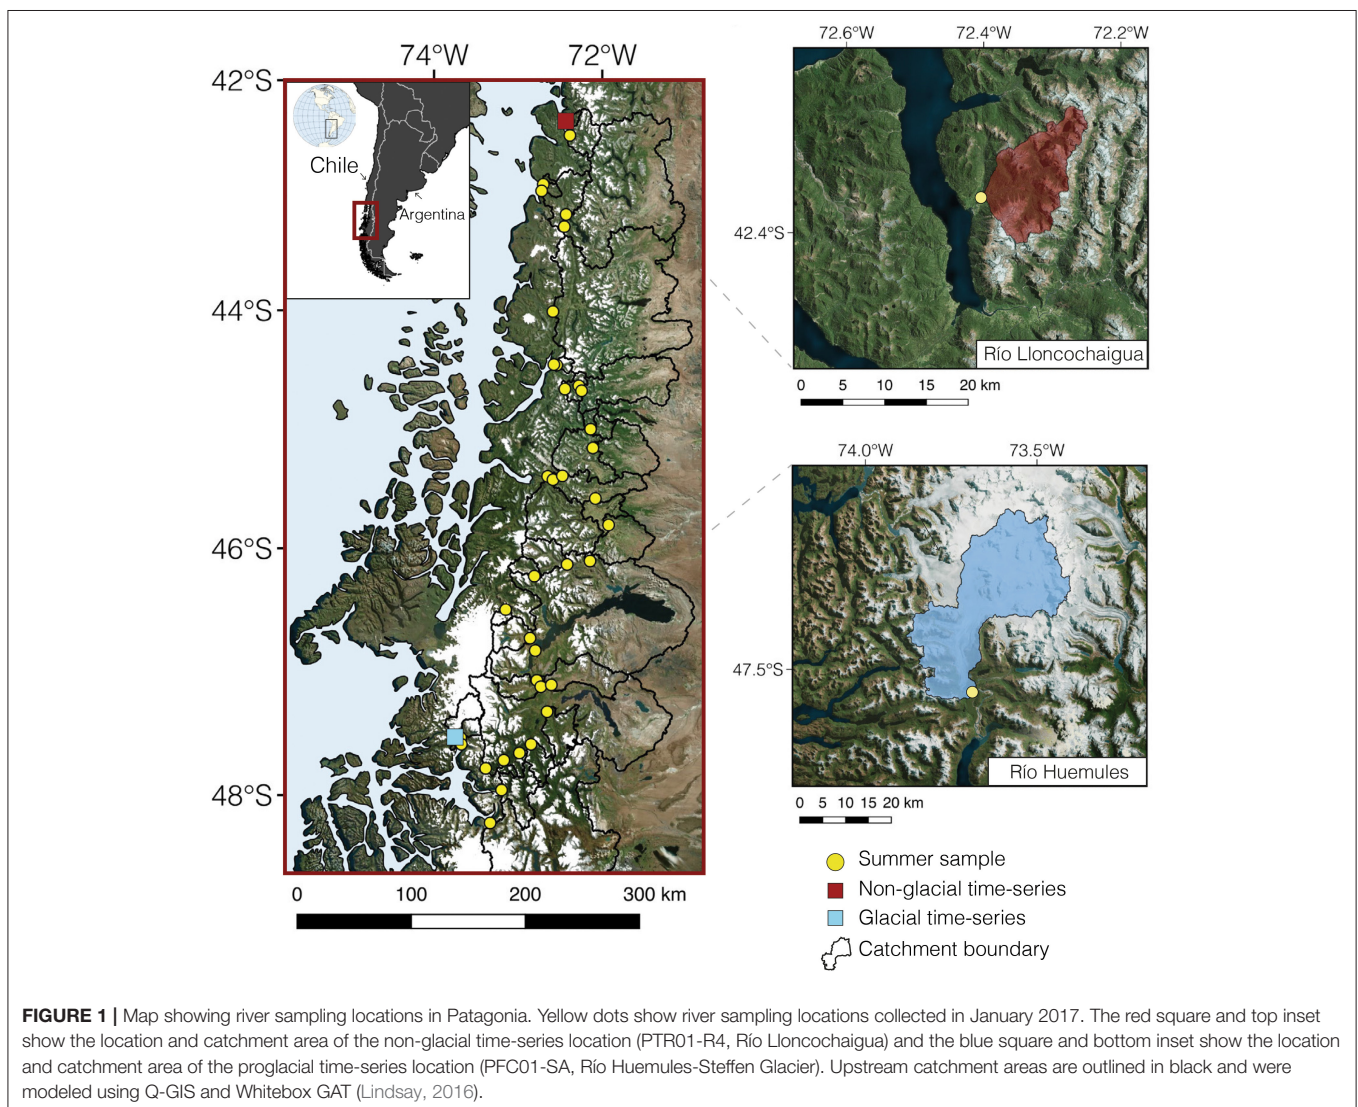 74°W
72°W
42°S
44°S
46°S
48°S
Chile
Argentina
0
100
200
300 km
72.6°W
72.4°W
72.2°W
42.4°S
Río Lloncochaigua
0
5
10
15
20 km
74.0°W
73.5°W
47.5°S
Río Huemules
0
5
10
15
20 km
Summer sample
Non-glacial time-series
Glacial time-series
Catchment boundary
FIGURE 1 | Map showing river sampling locations in Patagonia. Yellow dots show river sampling locations collected in January 2017. The red square and top inset
show the location and catchment area of the non-glacial time-series location (PTR01-R4, Río Lloncochaigua) and the blue square and bottom inset show the location
and catchment area of the proglacial time-series location (PFC01-SA, Río Huemules-Steffen Glacier). Upstream catchment areas are outlined in black and were
modeled using Q-GIS and Whitebox GAT (Lindsay, 2016).